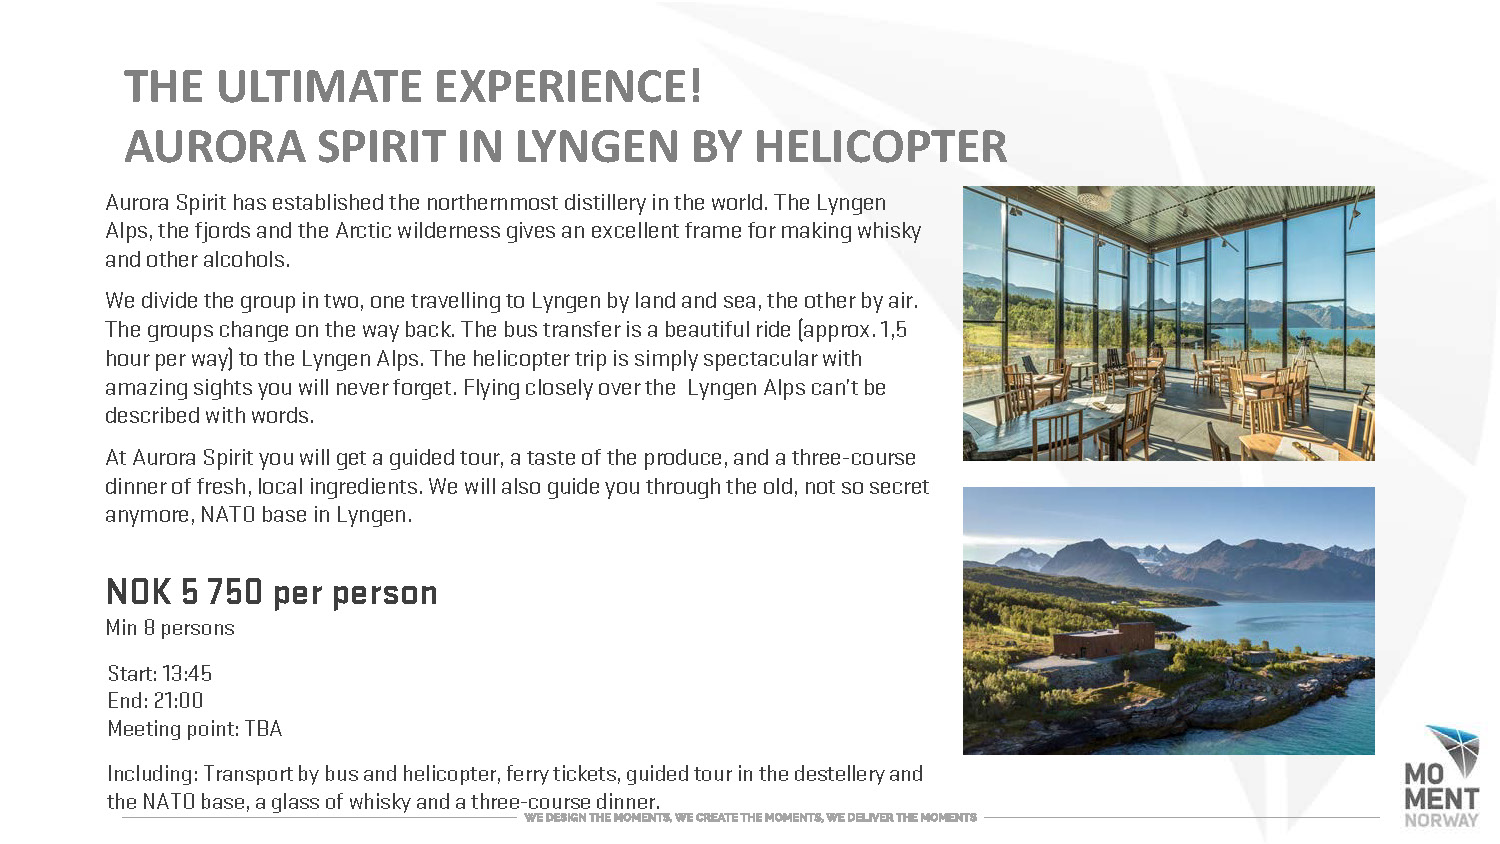 THE ULTIMATE EXPERIENCE!
AURORA SPIRIT IN LYNGEN BY HELICOPTER
Aurora Spirit has established the northernmost distillery in the world. The Lyngen
Alps, the fjords and the Arctic wilderness gives an excellent frame for making whisky
and other alcohols.
We divide the group in two, one travelling to Lyngen by land and sea, the other by air.
The groups change on the way back. The bus transfer is a beautiful ride (approx. 1,5
hour per way) to the Lyngen Alps. The helicopter trip is simply spectacular with
amazing sights you will never forget. Flying closely over the  Lyngen Alps can't be
described with words.
At Aurora Spirit you will get a guided tour, a taste of the produce, and a three-course
dinner of fresh, local ingredients. We will also guide you through the old, not so secret
anymore, NATO base in Lyngen.
NOK 5 750 per person
Min 8 persons
Start: 13:45
End: 21:00
Meeting point: TBA
Including: Transport by bus and helicopter, ferry tickets, guided tour in the destellery and
the NATO base, a glass of whisky and a three-course dinner.
WE DESIGN THE MOMENTS, WE CREATE THE MOMENTS, WE DELIVER THE MOMENTS
MO
MENT
NORWAY